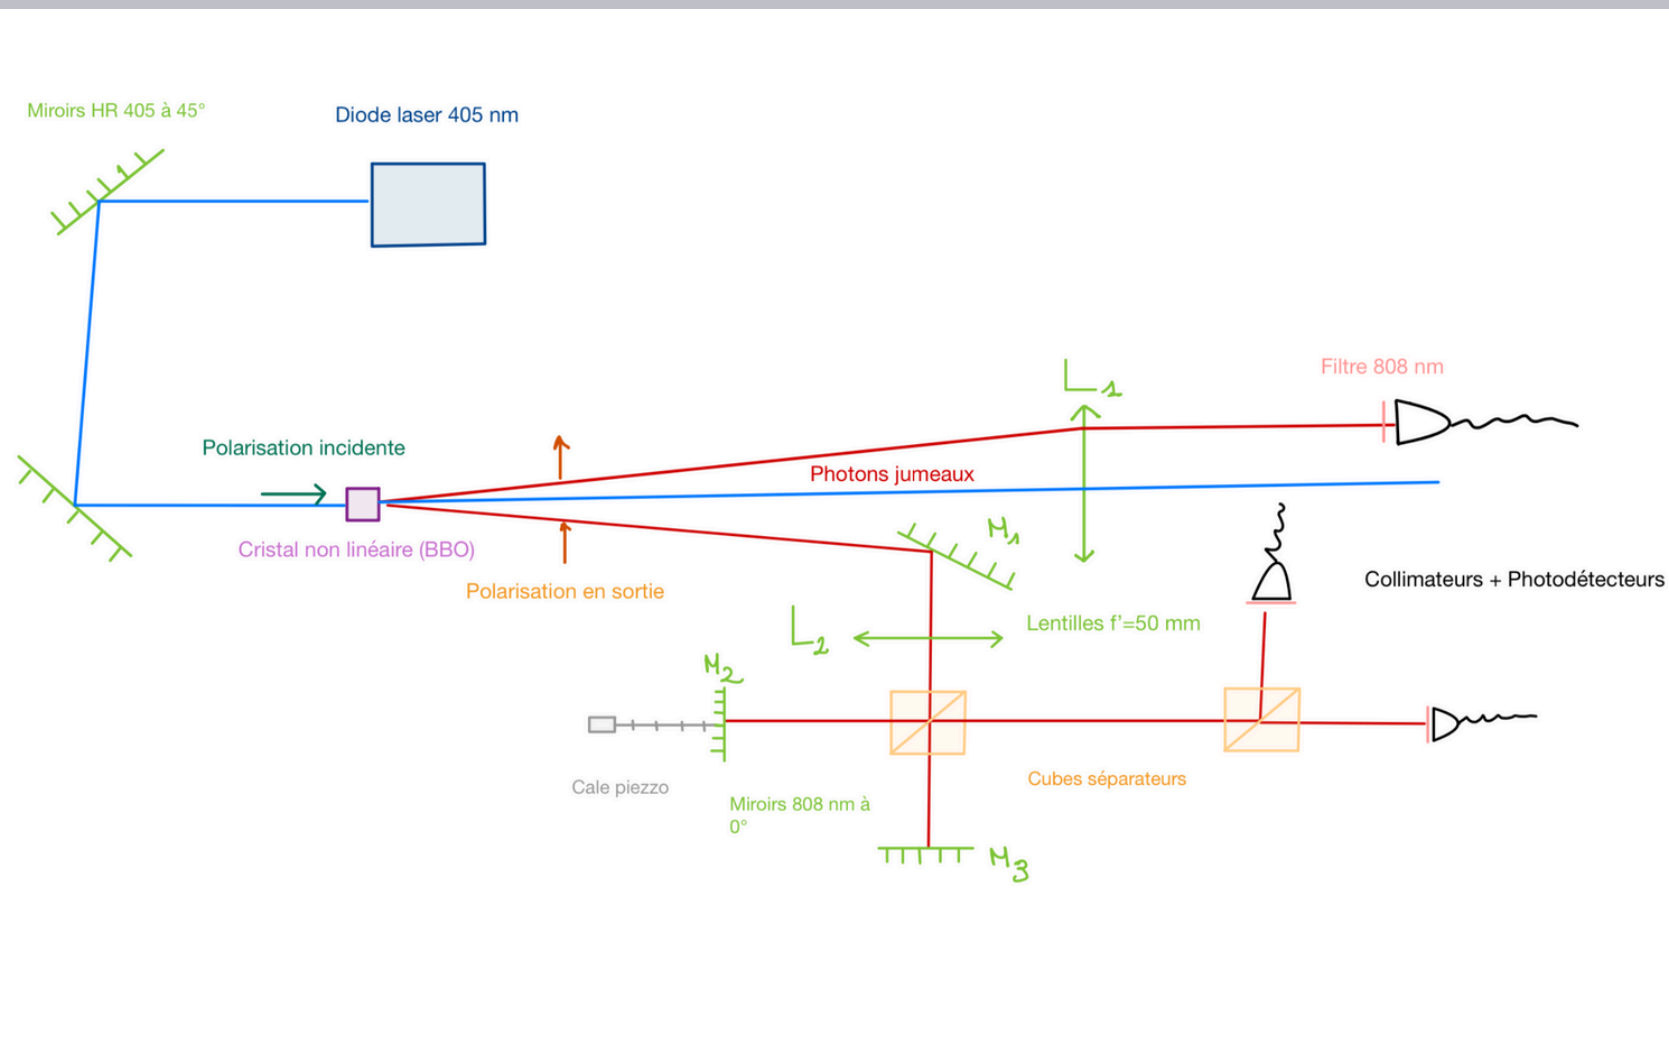 Miroirs HR 405 à 45°
Diode laser 405 nm
L1
Filtre 808 nm
Polarisation incidente
Photons jumeaux
M1
Cristal non linéaire (BBO)
Polarisation en sortie
Collimateurs + Photodétecteurs
L2
Lentilles f'=50 mm
M2
Cale piezzo
Miroirs 808 nm à
0°
Cubes séparateurs
M3